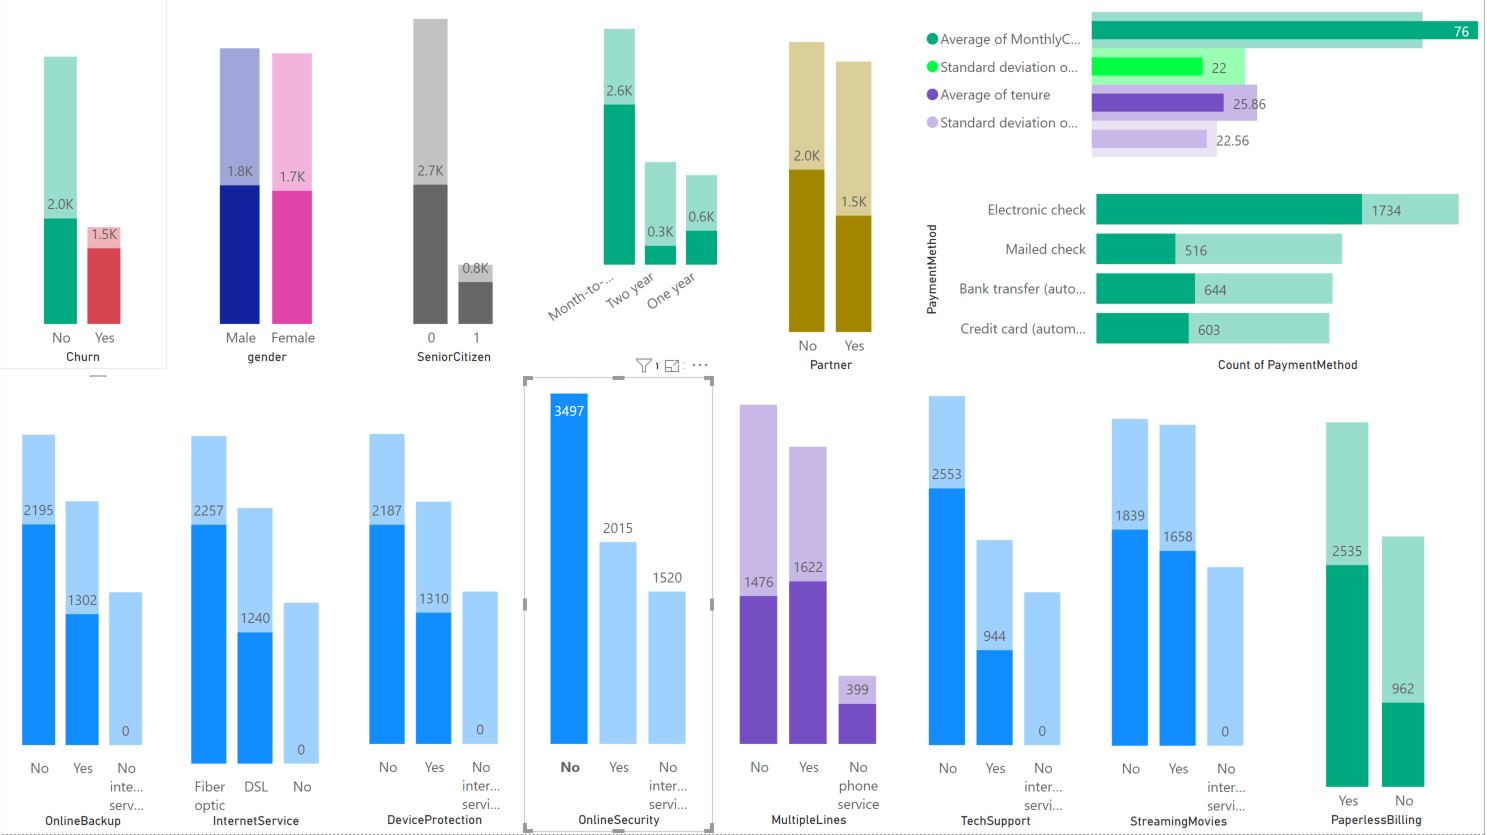 2.0K
1.5K
No Yes
Churn
1.8K
1.7K
Male Female
gender
2.7K
0.8K
0 1
SeniorCitizen
2.6K
0.3K
0.6K
Month-to-...
Two year
One year
2.0K
1.5K
No Yes
Partner
Average of MonthlyC...
Standard deviation o...
Average of tenure
Standard deviation o...
76
22
25.86
22.56
PaymentMethod
Electronic check 1734
Mailed check 516
Bank transfer (auto... 644
Credit card (autom... 603
Count of PaymentMethod
2195
1302
0
No Yes No
inte...
serv...
OnlineBackup
2257
1240
0
Fiber DSL No
optic
InternetService
2187
1310
0
No Yes No
inter...
servi...
DeviceProtection
3497
2015
1520
No Yes No
inter...
servi...
OnlineSecurity
1476
1622
399
No Yes No
phone
service
MultipleLines
2553
944
0
No Yes No
inter...
servi...
TechSupport
1839
1658
0
No Yes No
inter...
servi...
StreamingMovies
2535
962
Yes No
PaperlessBilling